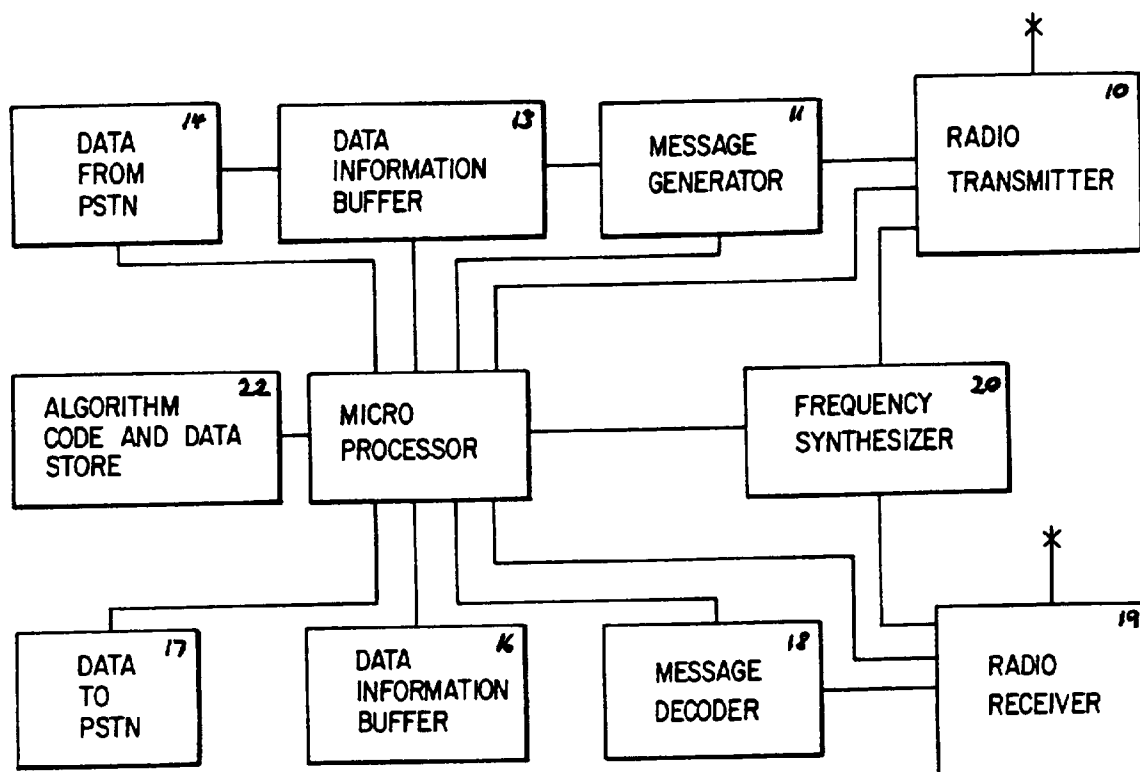 14
DATA
FROM
PSTN
13
DATA
INFORMATION
BUFFER
11
MESSAGE
GENERATOR
10
RADIO
TRANSMITTER
22
ALGORITHM
CODE AND DATA
STORE
MICRO
PROCESSOR
20
FREQUENCY
SYNTHESIZER
17
DATA
TO
PSTN
16
DATA
INFORMATION
BUFFER
18
MESSAGE
DECODER
19
RADIO
RECEIVER